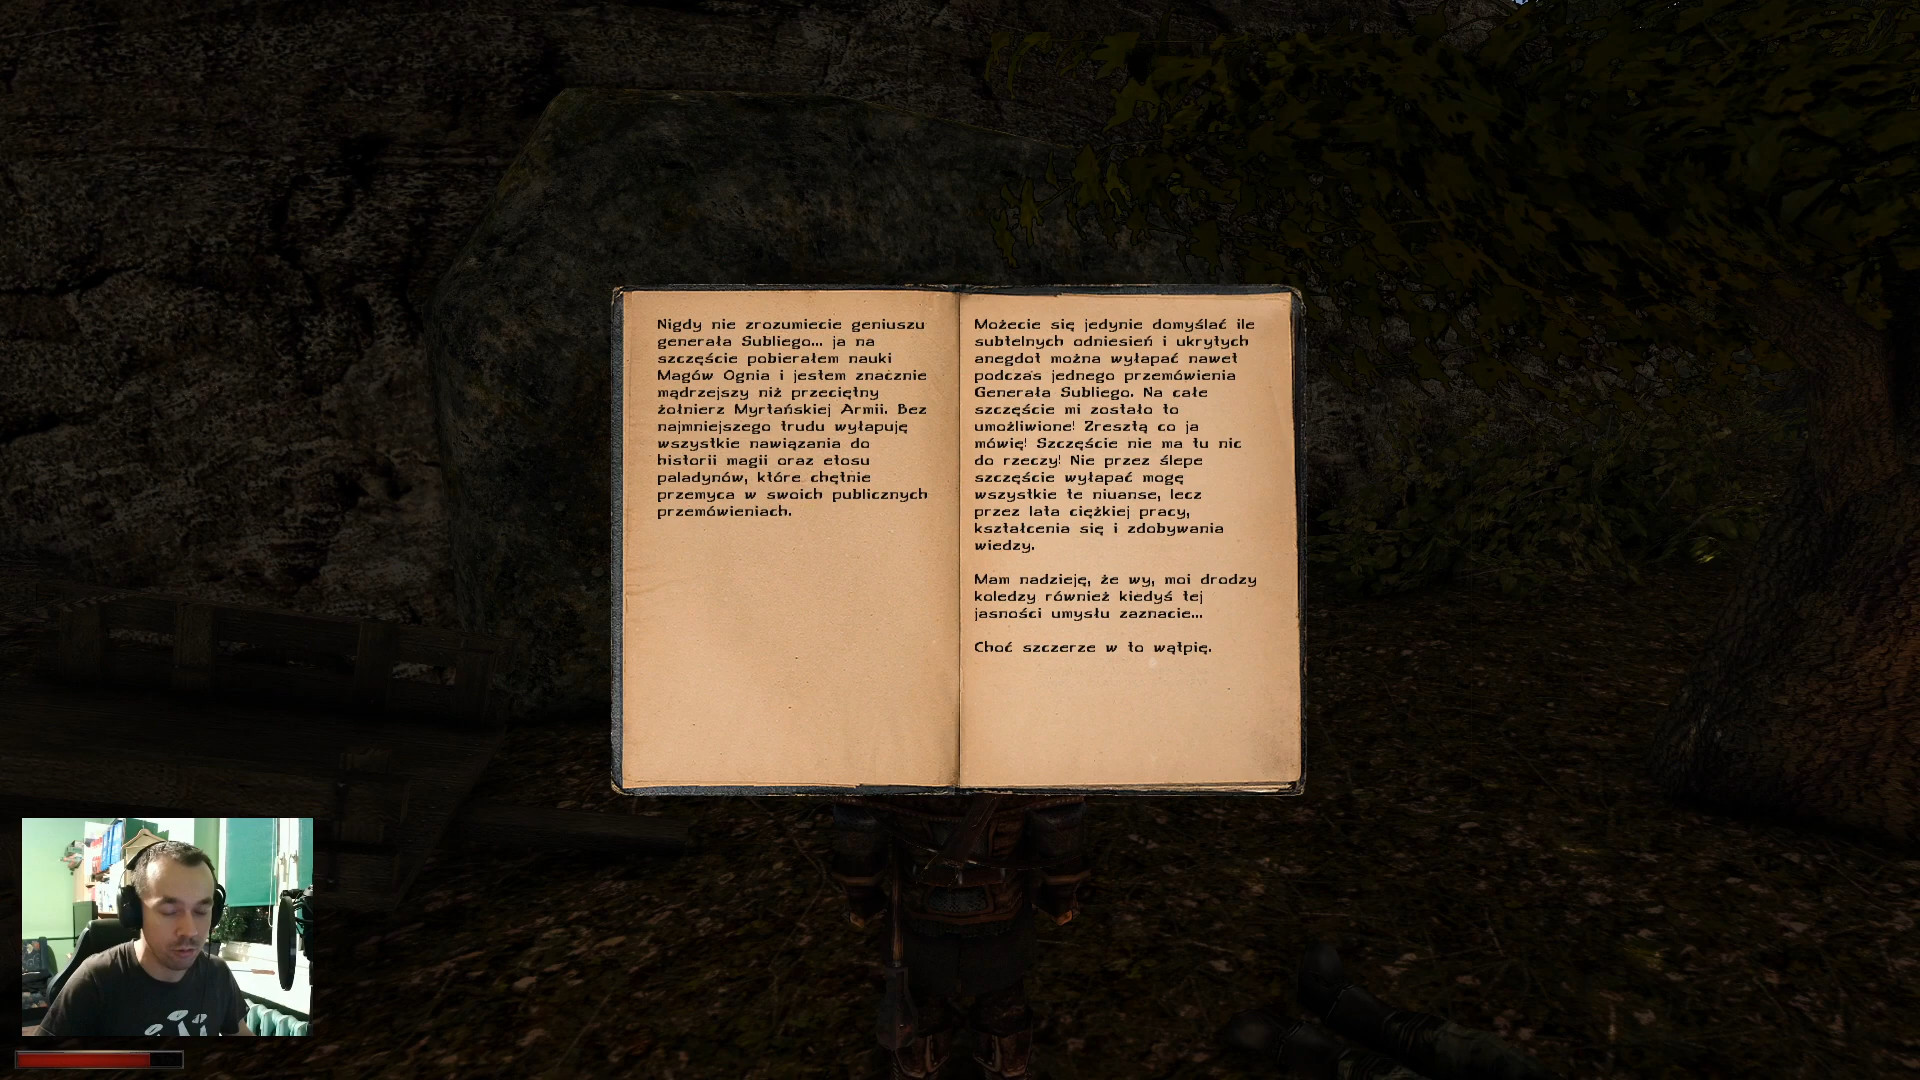 Nigdy nie zrozumiecie geniuszu
generała Subliego... ja na
szczęście pobierałem nauki
Magów Ognia i jestem znacznie
mądrzejszy niż przeciętny
żołnierz Myrtańskiej Armii. Bez
najmniejszego trudu wyłapuję
wszystkie nawiązania do
historii magii oraz etosu
paladynów, które chętnie
przemyca w swoich publicznych
przemówieniach.
Możecie się jedynie domyślać ile
subtelnych odniesień i ukrytych
anegdot można wyłapać nawet
podczas jednego przemówienia
Generała Subliego. Na całe
szczęście mi zostało to
umożliwione! Zresztą co ja
mówię! Szczęście nie ma tu nic
do rzeczy! Nie przez ślepe
szczęście wyłapać mogę
wszystkie te niuanse, lecz
przez lata ciężkiej pracy,
kształcenia się i zdobywania
wiedzy.
Mam nadzieję, że wy, moi drodzy
koledzy również kiedyś tej
jasności umysłu zaznacie...
Choć szczerze w to wątpię.